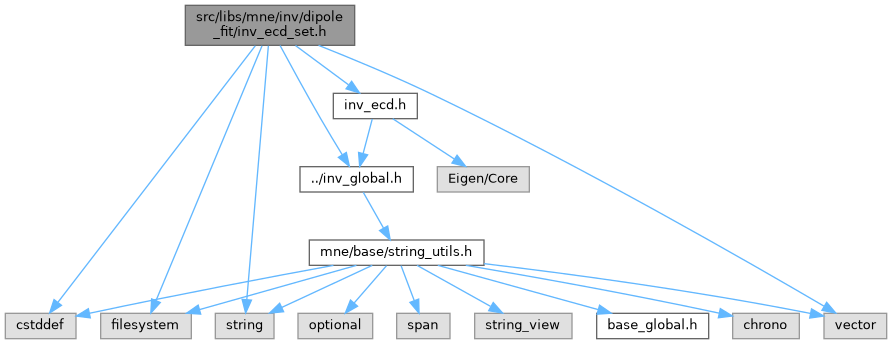 src/libs/mne/inv/dipole
_fit/inv_ecd_set.h
inv_ecd.h
../inv_global.h
Eigen/Core
mne/base/string_utils.h
cstddef
filesystem
string
optional
span
string_view
base_global.h
chrono
vector